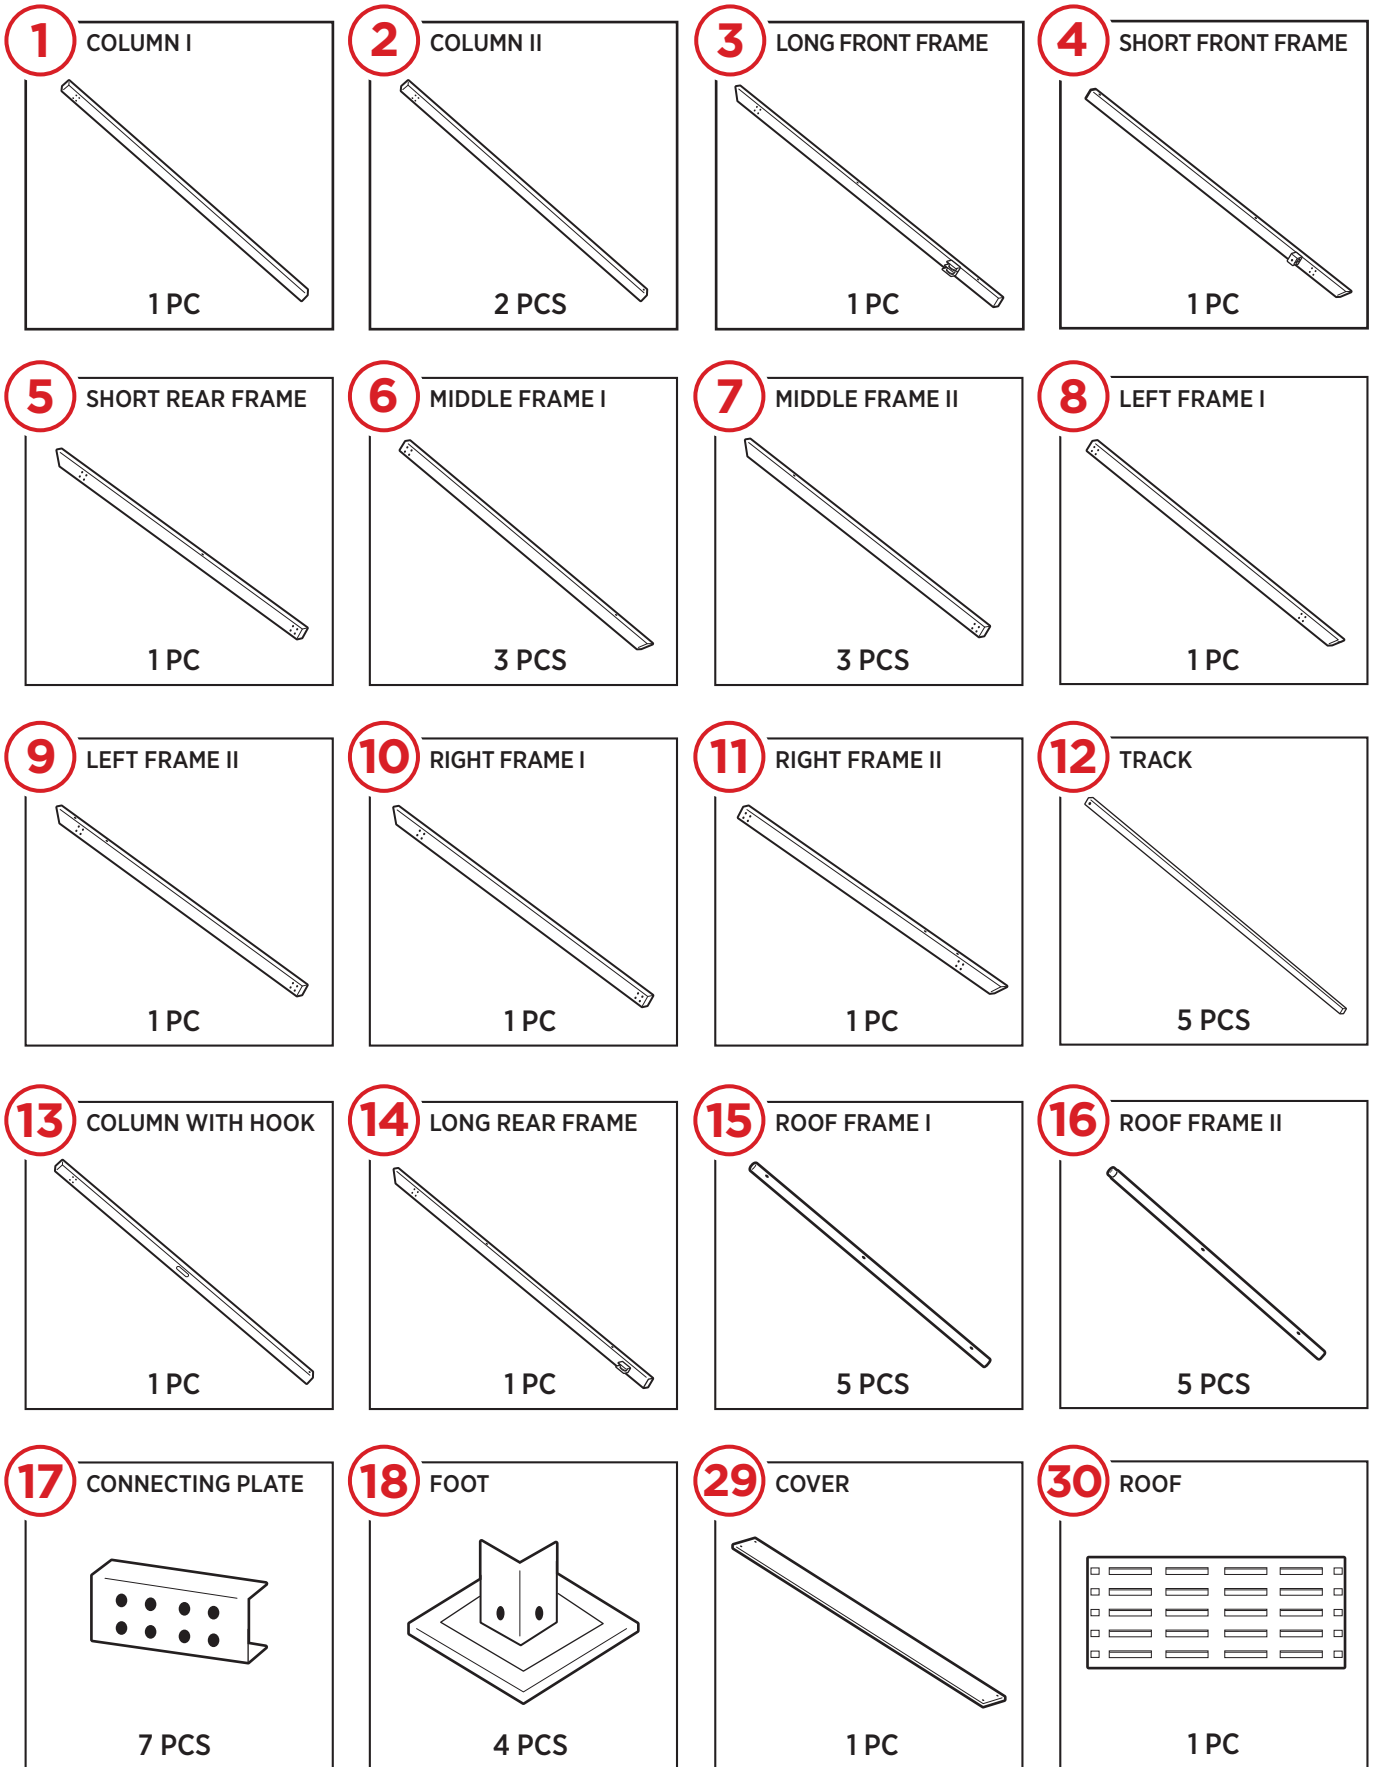 1 COLUMN I
1 PC
2 COLUMN II
2 PCS
3 LONG FRONT FRAME
1 PC
4 SHORT FRONT FRAME
1 PC
5 SHORT REAR FRAME
1 PC
6 MIDDLE FRAME I
3 PCS
7 MIDDLE FRAME II
3 PCS
8 LEFT FRAME I
1 PC
9 LEFT FRAME II
1 PC
10 RIGHT FRAME I
1 PC
11 RIGHT FRAME II
1 PC
12 TRACK
5 PCS
13 COLUMN WITH HOOK
1 PC
14 LONG REAR FRAME
1 PC
15 ROOF FRAME I
5 PCS
16 ROOF FRAME II
5 PCS
17 CONNECTING PLATE
7 PCS
18 FOOT
4 PCS
29 COVER
1 PC
30 ROOF
1 PC